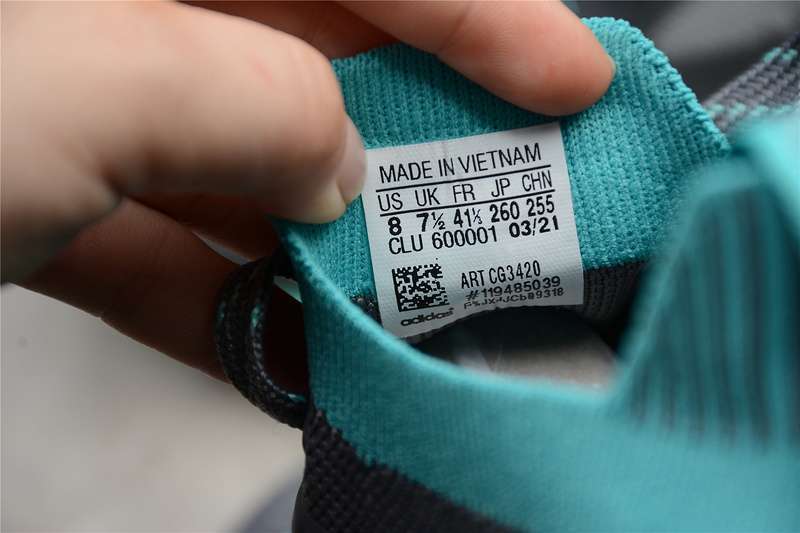 MADE IN VIETNAM
US UK FR JP CHN
8 7½ 41⅓ 260 255
CLU 600001 03/21
ART CG3420
#119485039
adidas